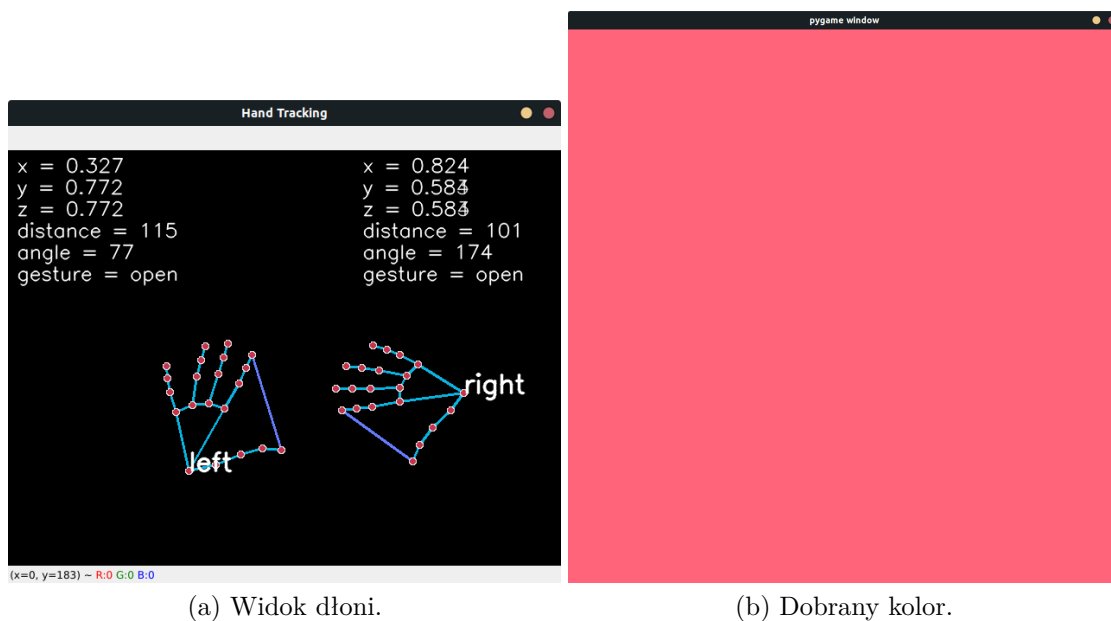 pygame window
Hand Tracking
x = 0.327
y = 0.772
z = 0.772
distance = 115
angle = 77
gesture = open
x = 0.824
distance = 101
angle = 174
gesture = open
right
left
(x=0, y=183) ~ R:0 G:0 B:0
(a) Widok dłoni.
(b) Dobrany kolor.